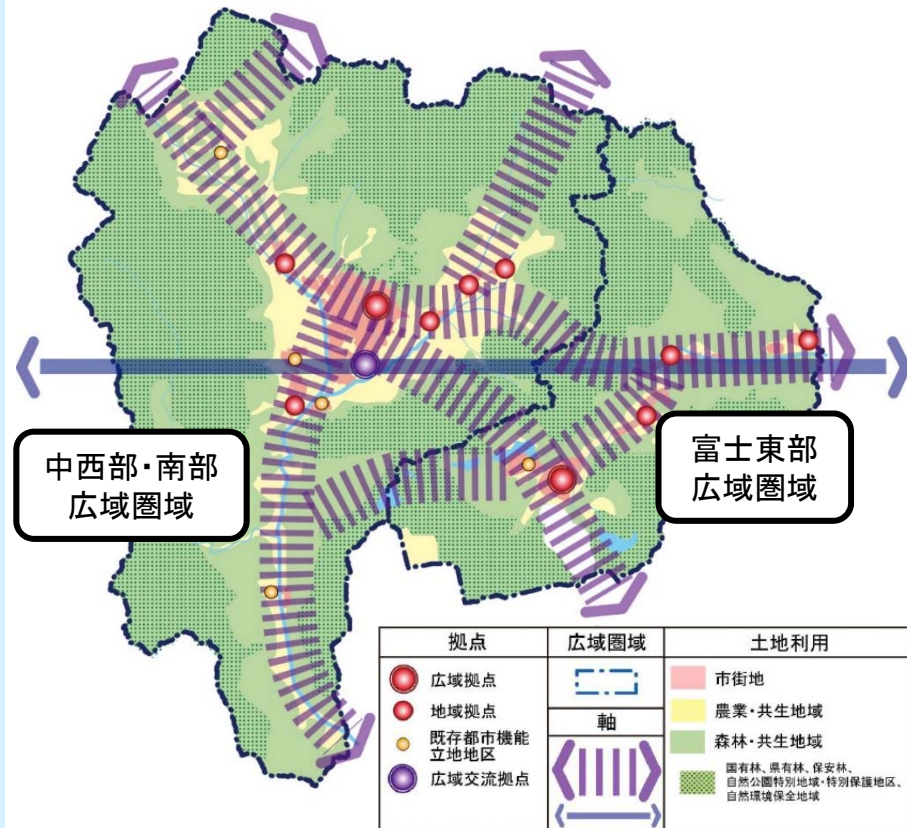 中西部・南部
広域圏域
富士東部
広域圏域
拠点
広域拠点
地域拠点
既存都市機能
立地地区
広域交流拠点
広域圏域
軸
土地利用
市街地
農業・共生地域
森林・共生地域
国有林、県有林、保安林、
自然公園特別地域・特別保護地区、
自然環境保全地域